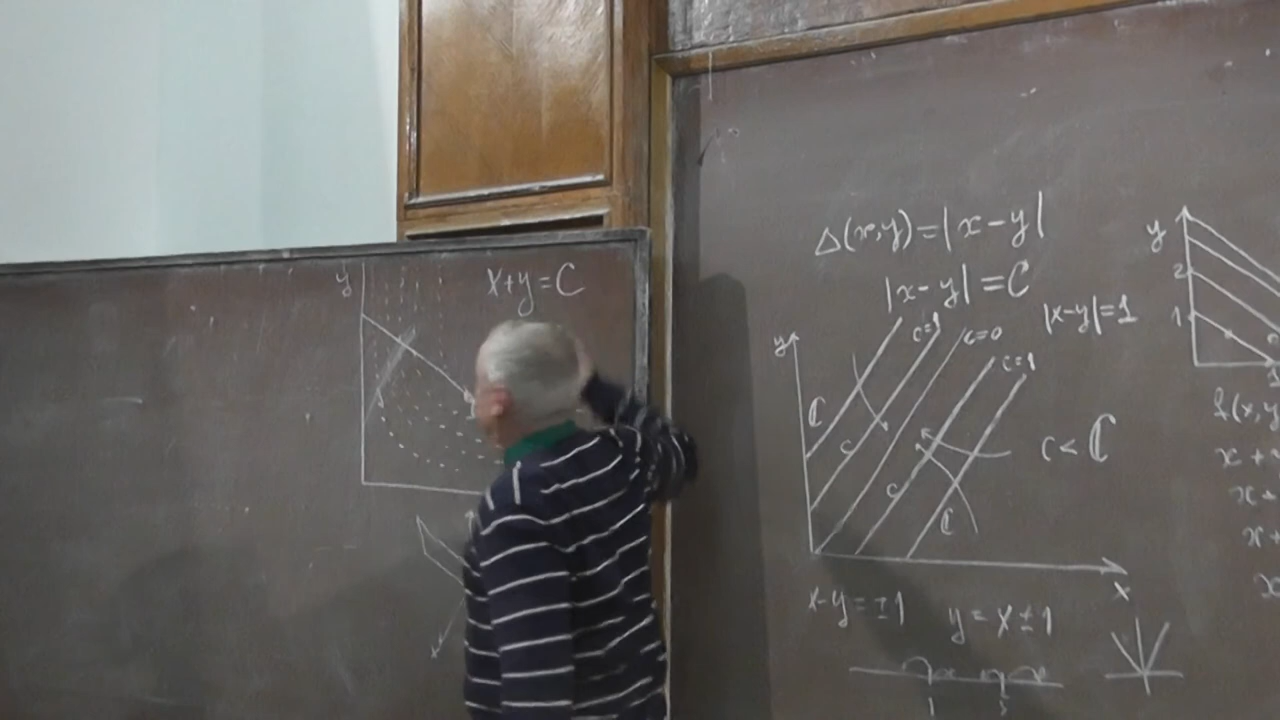 y
x+y=C
Δ(x,y)=|x-y|
|x-y|=C
|x-y|=1
y
c=1
c=0
c=1
C
c
c
C
c<C
x
x-y=±1
y=x±1
y
2
1
f(x,y
x+
x+
x+
x